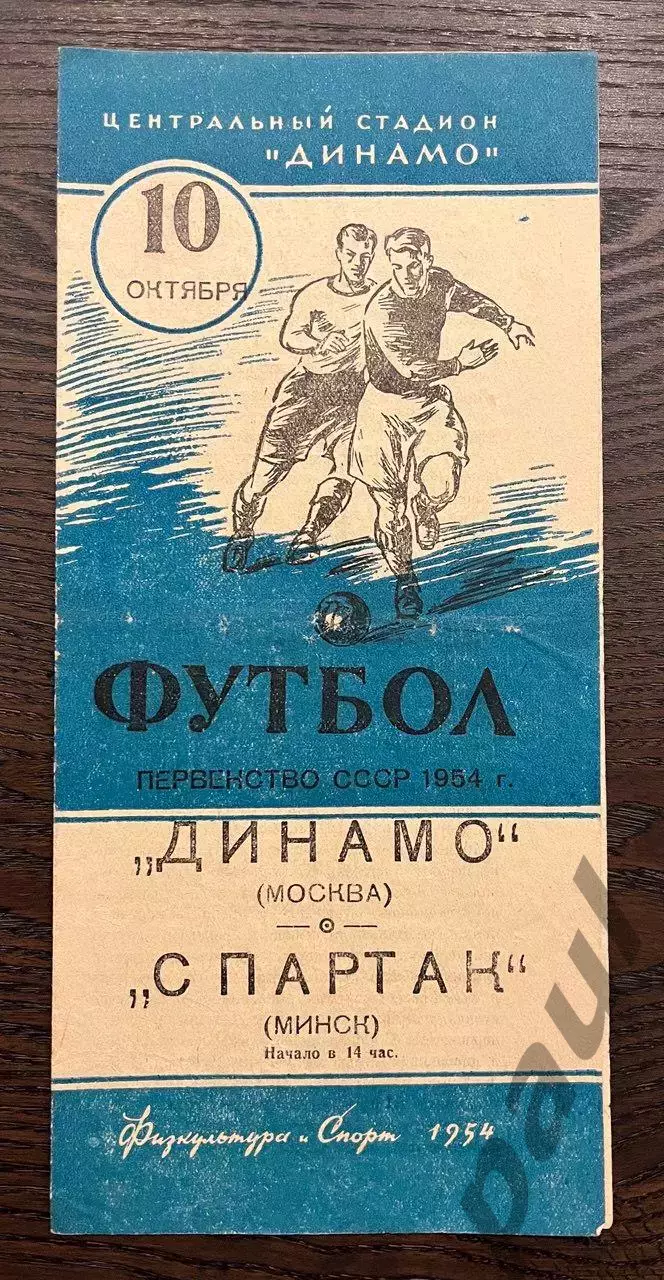 ЦЕНТРАЛЬНЫЙ СТАДИОН
"ДИНАМО"
10
ОКТЯБРЯ
ФУТБОЛ
ПЕРВЕНСТВО СССР 1954 г.
„ДИНАМО“
(МОСКВА)
„СПАРТАК“
(МИНСК)
Начало в 14 час.
Физкультура и Спорт 1954
paul